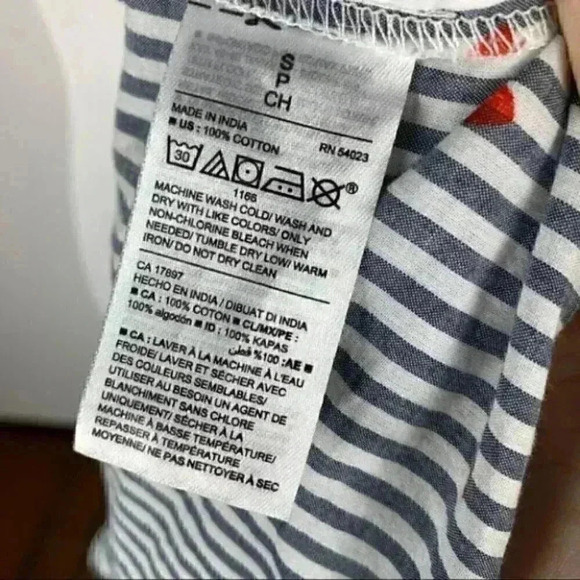 S
P
CH
MADE IN INDIA RN 54023
■ US: 100% COTTON
30 ®
1166
MACHINE WASH COLD/ WASH AND
DRY WITH LIKE COLORS/ ONLY
NON-CHLORINE BLEACH WHEN
NEEDED/ TUMBLE DRY LOW/ WARM
IRON/ DO NOT DRY CLEAN
CA 17897
HECHO EN INDIA / DIBUAT DI INDIA
■ CA : 100% COTON ■ CL/MX/PE :
100% algodón ■ ID : 100% KAPAS
■ AE: 100% قطن
■ CA : LAVER À LA MACHINE À L'EAU
FROIDE/ LAVER ET SÉCHER AVEC
DES COULEURS SEMBLABLES/
UTILISER AU BESOIN UN AGENT DE
BLANCHIMENT SANS CHLORE
UNIQUEMENT/ SÉCHER À LA
MACHINE À BASSE TEMPÉRATURE/
REPASSER À TEMPÉRATURE
MOYENNE/ NE PAS NETTOYER À SEC